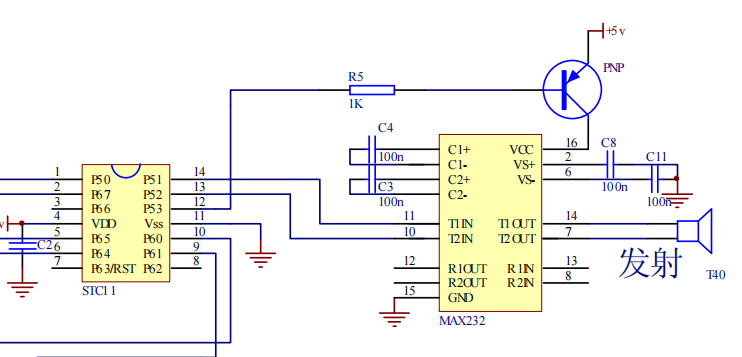 +5v
R5
PNP
1K
C4
100n
C3
100n
C1+
C1-
C2+
C2-
VCC
VS+
VS-
16
2
6
C8
100n
C11
100n
1
2
3
4
5
6
7
P50
P67
P66
VDD
P65
P64
P63/RST
P51
P52
P53
Vss
P60
P61
P62
14
13
12
11
10
9
8
v
C2
STC11
11
10
T1IN
T2IN
T1OUT
T2OUT
14
7
发射
T40
12
8
15
R1OUT
R2OUT
GND
R1IN
R2IN
13
8
MAX232